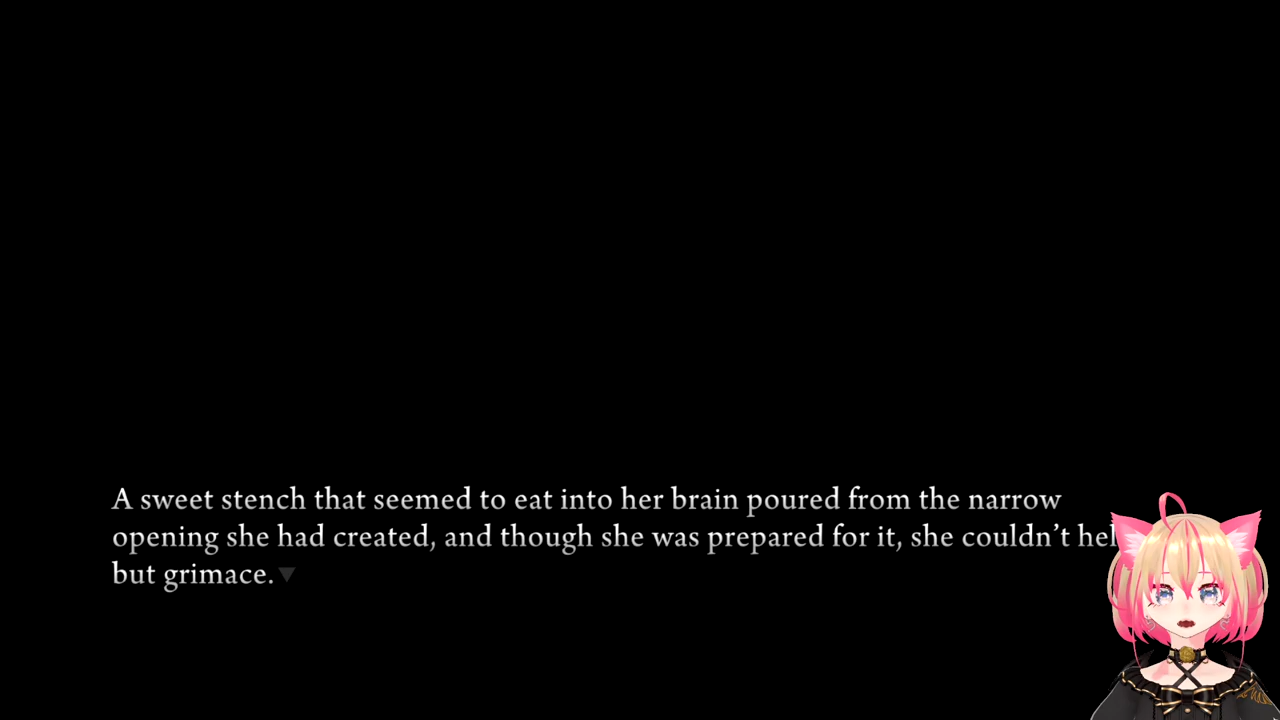 A sweet stench that seemed to eat into her brain poured from the narrow
opening she had created, and though she was prepared for it, she couldn’t hel
but grimace.